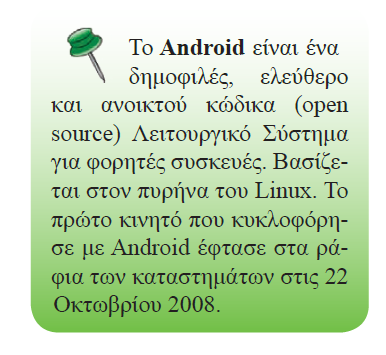 Το Android είναι ένα
δημοφιλές, ελεύθερο
και ανοικτού κώδικα (open
source) Λειτουργικό Σύστημα
για φορητές συσκευές. Βασίζε-
ται στον πυρήνα του Linux. Το
πρώτο κινητό που κυκλοφόρη-
σε με Android έφτασε στα ρά-
φια των καταστημάτων στις 22
Οκτωβρίου 2008.